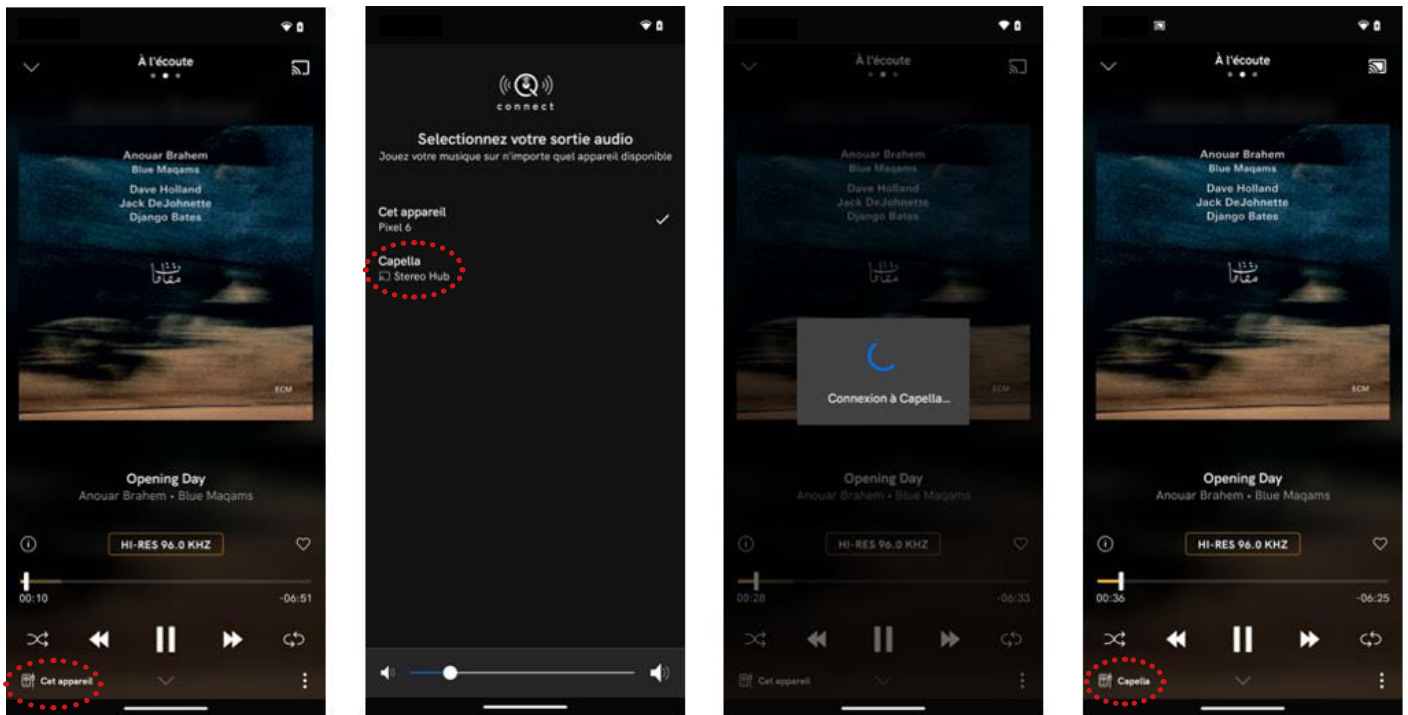 À l'écoute
Anouar Brahem
Blue Maqams
Dave Holland
Jack DeJohnette
Django Bates
مقامات
ECM
Opening Day
Anouar Brahem • Blue Maqams
HI-RES 96.0 KHZ
00:10
-06:51
Cet appareil
Q
connect
Selectionnez votre sortie audio
Jouez votre musique sur n'importe quel appareil disponible
Cet appareil
Pixel 6
Capella
Stereo Hub
À l'écoute
Anouar Brahem
Blue Maqams
Dave Holland
Jack DeJohnette
Django Bates
Connexion à Capella...
ECM
Opening Day
Anouar Brahem • Blue Maqams
HI-RES 96.0 KHZ
00:28
-06:33
Cet appareil
À l'écoute
Anouar Brahem
Blue Maqams
Dave Holland
Jack DeJohnette
Django Bates
مقامات
ECM
Opening Day
Anouar Brahem • Blue Maqams
HI-RES 96.0 KHZ
00:36
-06:25
Capella